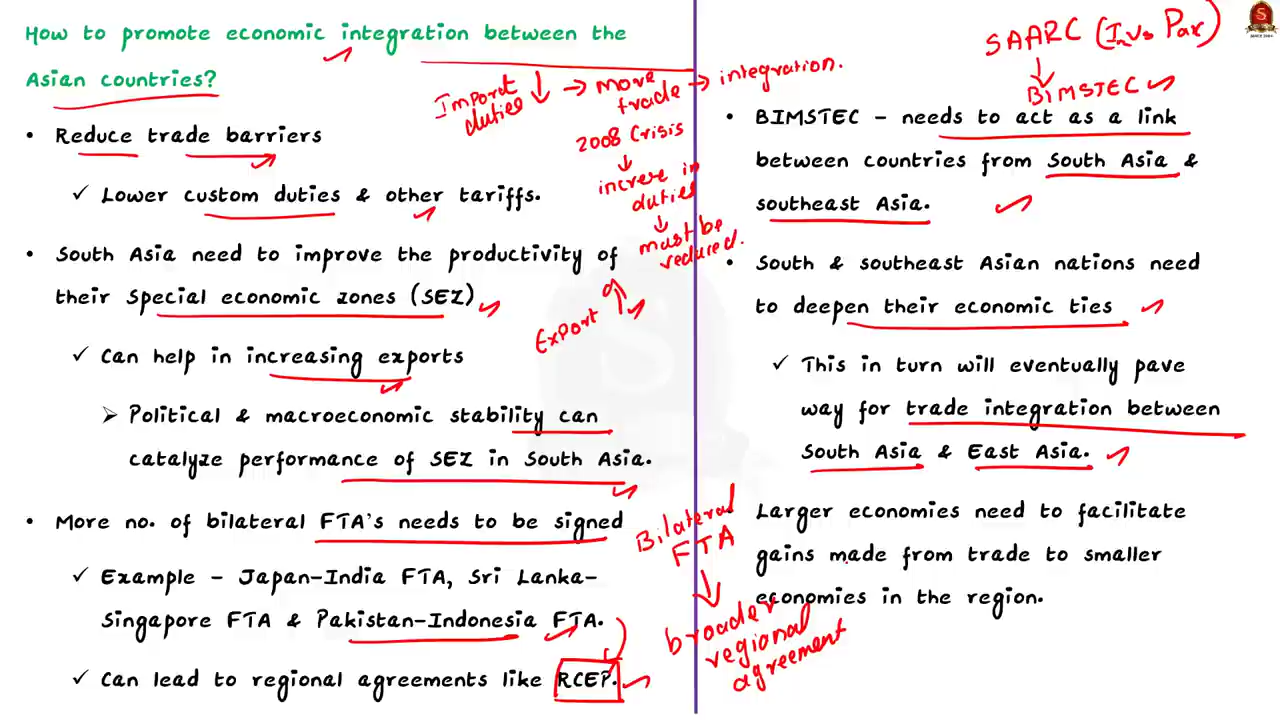 How to promote economic integration between the
Asian countries?
• Reduce trade barriers
✓ Lower custom duties & other tariffs.
• South Asia need to improve the productivity of
their Special economic zones (SEZ)
✓ Can help in increasing exports
➢ Political & macroeconomic stability can
catalyze performance of SEZ in South Asia.
• More no. of bilateral FTA's needs to be signed
✓ Example - Japan-India FTA, Sri Lanka-
Singapore FTA & Pakistan-Indonesia FTA.
✓ Can lead to regional agreements like RCEP.
Import
duties ↓ → more
trade → integration.
2008 Crisis
↓
increse in
duties
↓
must be
reduced.
Export ↑
Bilateral
FTA
↓
broader
regional
agreement
SAARC (In vs Pak)
↓
BIMSTEC
• BIMSTEC - needs to act as a link
between countries from South Asia &
southeast Asia.
• South & southeast Asian nations need
to deepen their economic ties
✓ This in turn will eventually pave
way for trade integration between
South Asia & East Asia.
Larger economies need to facilitate
gains made from trade to smaller
economies in the region.
S